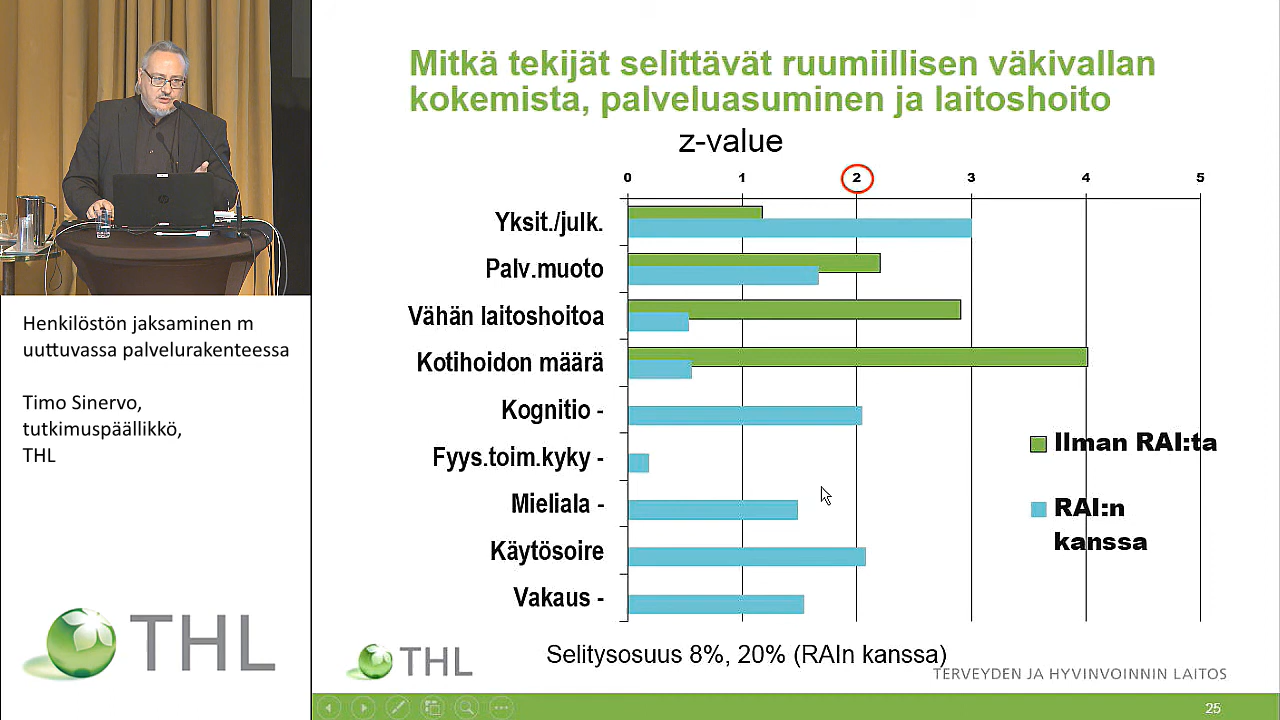 Mitkä tekijät selittävät ruumiillisen väkivallan
kokemista, palveluasuminen ja laitoshoito
z-value
0 1 2 3 4 5
Yksit./julk.
Palv.muoto
Vähän laitoshoitoa
Kotihoidon määrä
Kognitio -
Fyys.toim.kyky -
Mieliala -
Käytösoire
Vakaus -
Ilman RAI:ta
RAI:n
kanssa
Selitysosuus 8%, 20% (RAIn kanssa)
THL
TERVEYDEN JA HYVINVOINNIN LAITOS
25
Henkilöstön jaksaminen m
uuttuvassa palvelurakenteessa
Timo Sinervo,
tutkimuspäällikkö,
THL
THL